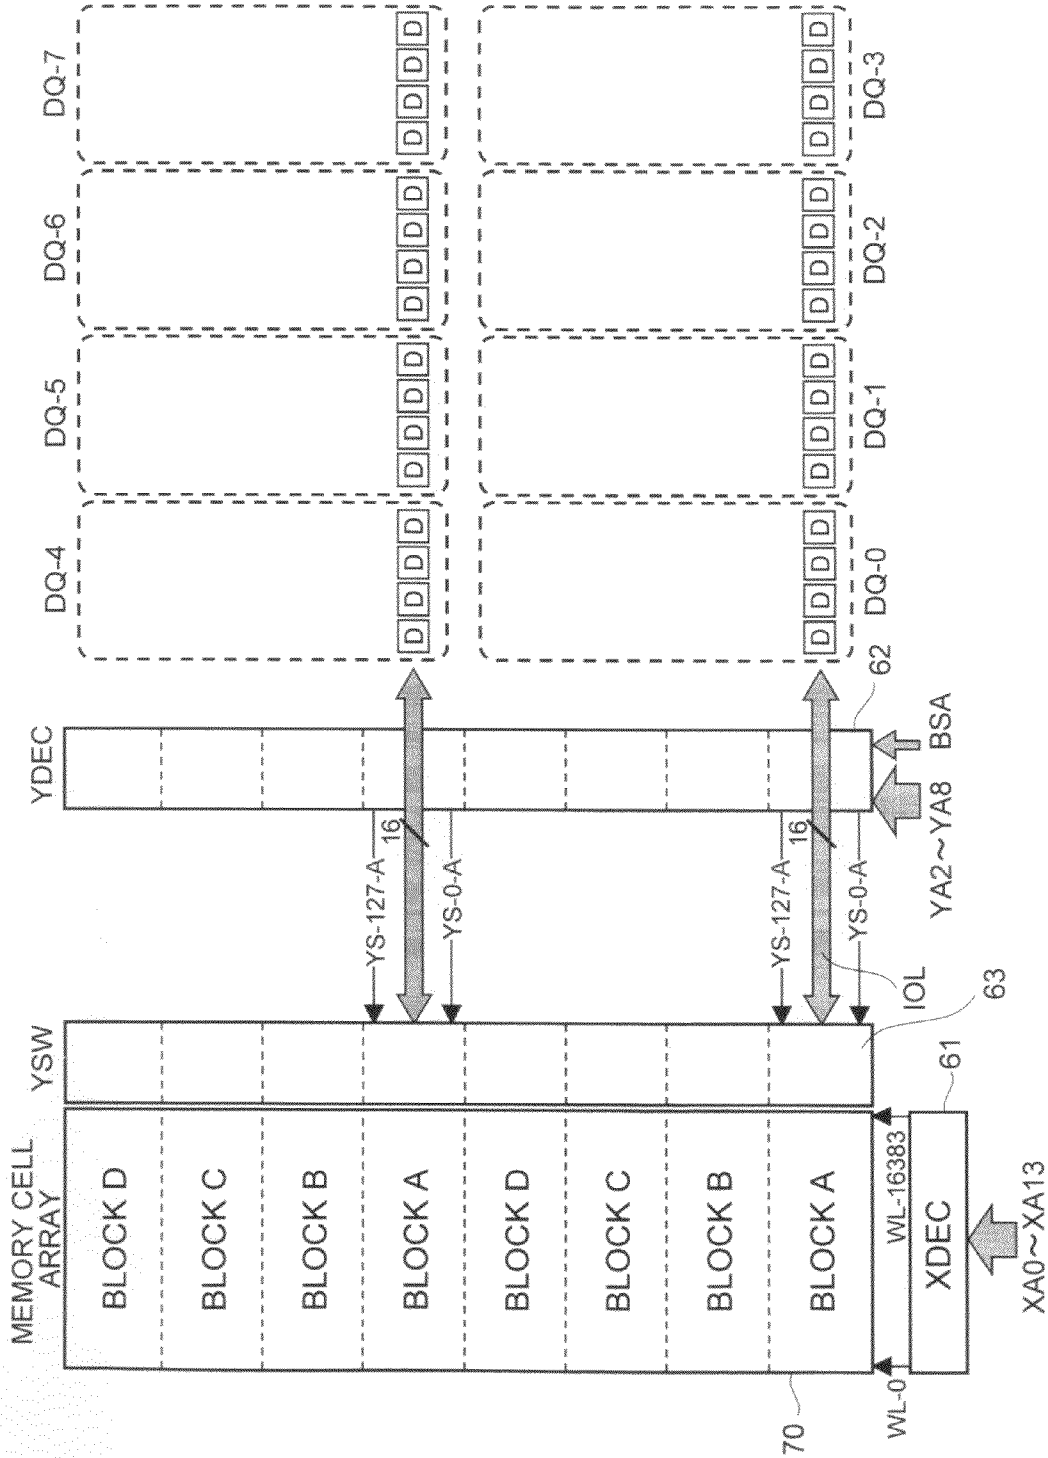 MEMORY CELL
ARRAY
YSW
YDEC
DQ-4
DQ-5
DQ-6
DQ-7
BLOCK D
BLOCK C
BLOCK B
BLOCK A
BLOCK D
BLOCK C
BLOCK B
BLOCK A
YS-127-A
16
YS-0-A
YS-127-A
16
YS-0-A
D D D D
D D D D
D D D D
D D D D
D D D D
D D D D
D D D D
D D D D
DQ-0
DQ-1
DQ-2
DQ-3
70
WL-0
WL-16383
XDEC
61
XA0~XA13
63
IOL
62
YA2~YA8
BSA